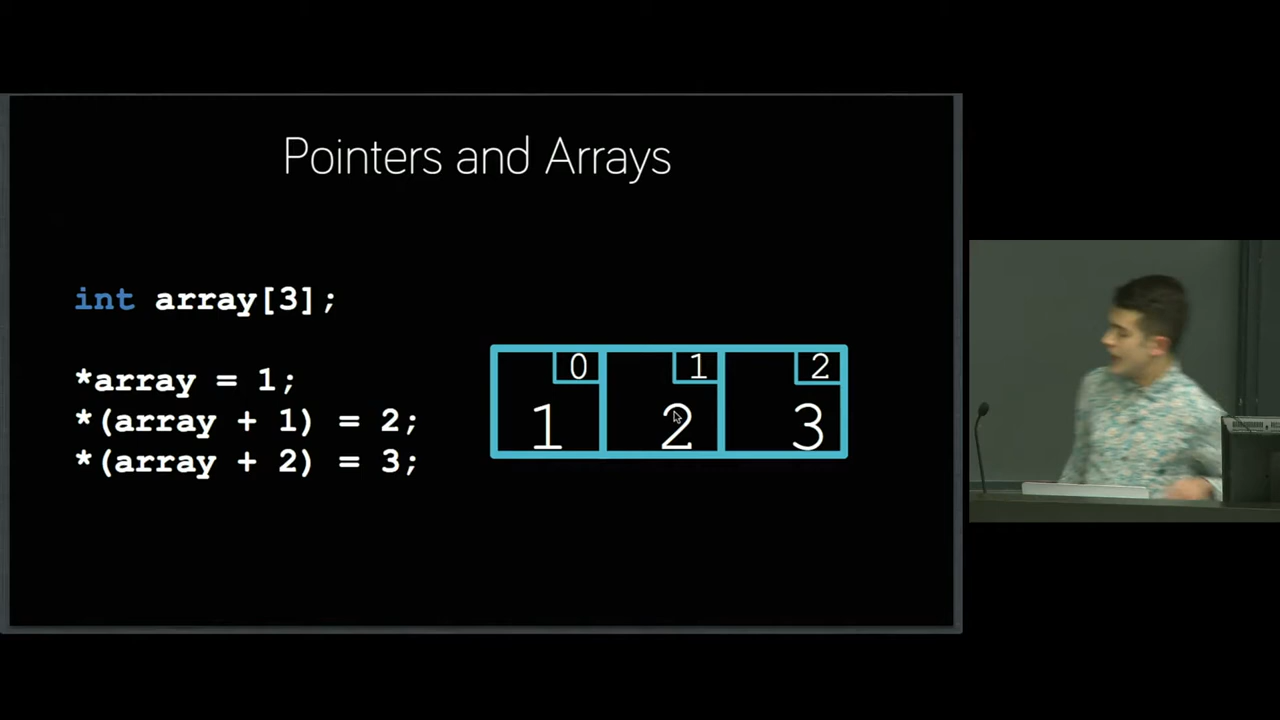 Pointers and Arrays
int array[3];
*array = 1;
*(array + 1) = 2;
*(array + 2) = 3;
0 1 2
1 2 3